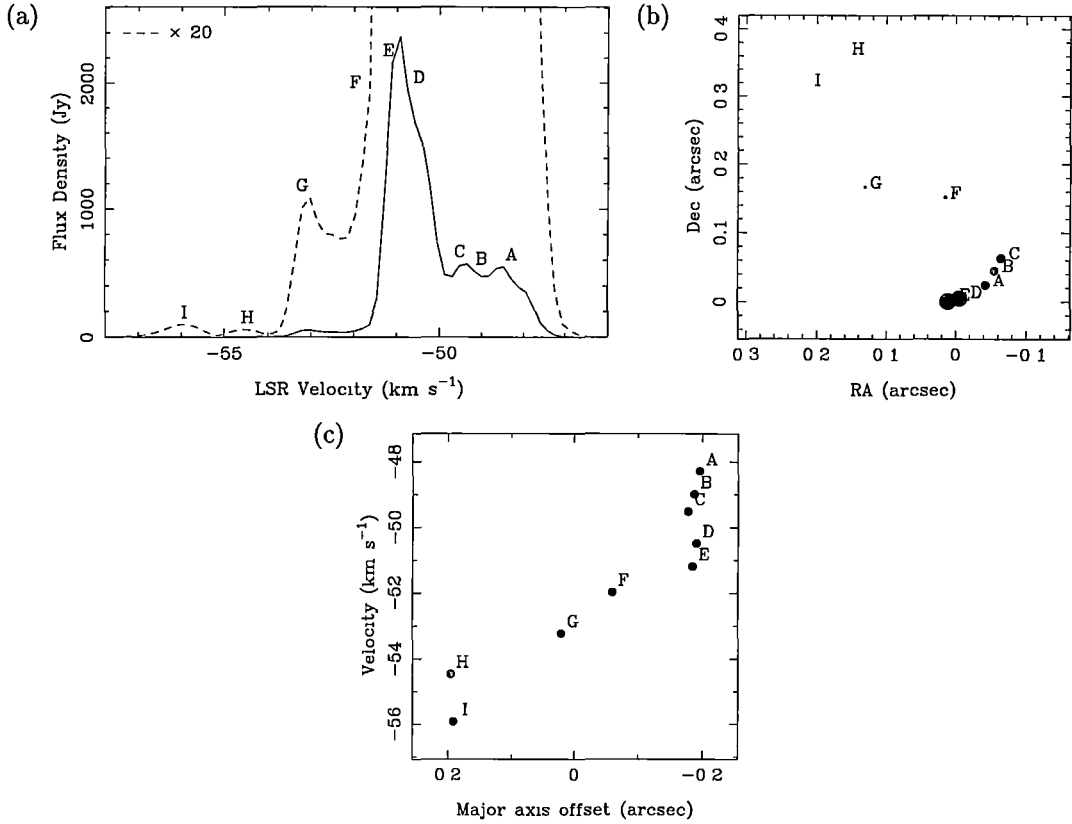 (a)
× 20
2000
1000
0
Flux Density (Jy)
E
D
F
G
C
B
A
I
H
-55
-50
LSR Velocity (km s⁻¹)
(b)
0 4
0.3
0.2
0.1
0
Dec (arcsec)
H
I
G
F
C
B
A
E
D
0 3
0 2
0 1
0
-0 1
RA (arcsec)
(c)
-48
-50
-52
-54
-56
Velocity (km s⁻¹)
A
B
C
D
E
F
G
H
I
0 2
0
-0 2
Major axis offset (arcsec)